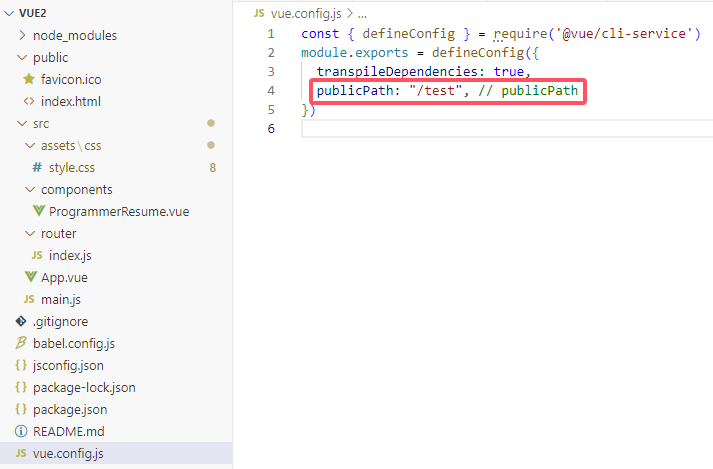 VUE2
node_modules
public
favicon.ico
index.html
src
assets\css
style.css 8
components
ProgrammerResume.vue
router
JS index.js
App.vue
JS main.js
.gitignore
babel.config.js
jsconfig.json
package-lock.json
package.json
README.md
vue.config.js
JS vue.config.js > ...
1 const { defineConfig } = require('@vue/cli-service')
2 module.exports = defineConfig({
3 transpileDependencies: true,
4 publicPath: "/test", // publicPath
5 })
6